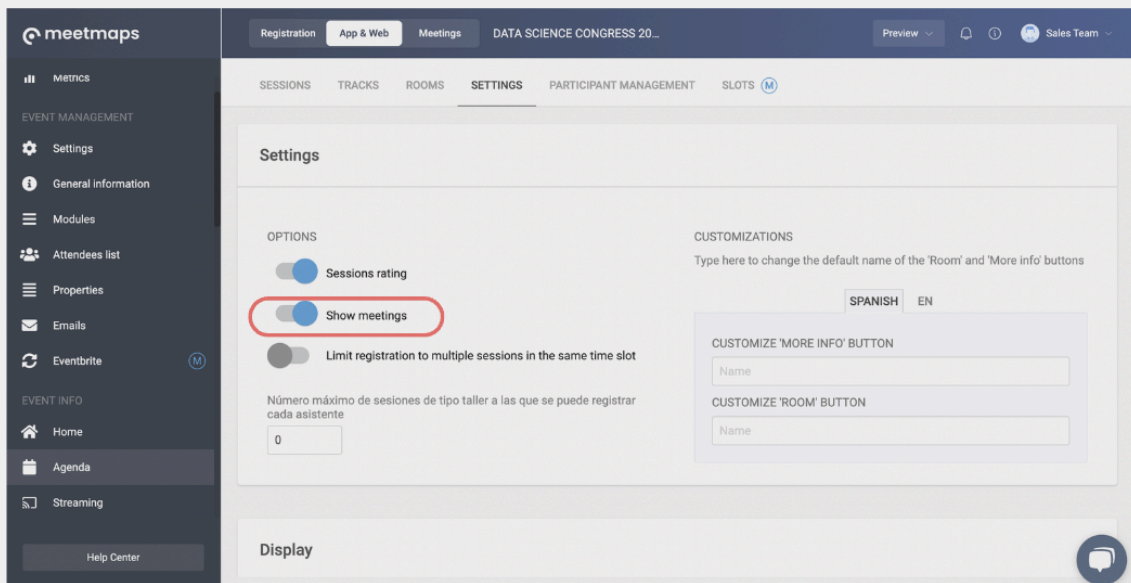 meetmaps
Registration
App & Web
Meetings
DATA SCIENCE CONGRESS 20...
Preview
Sales Team
Metrics
EVENT MANAGEMENT
Settings
General information
Modules
Attendees list
Properties
Emails
Eventbrite
M
EVENT INFO
Home
Agenda
Streaming
Help Center
SESSIONS
TRACKS
ROOMS
SETTINGS
PARTICIPANT MANAGEMENT
SLOTS
M
Settings
OPTIONS
Sessions rating
Show meetings
Limit registration to multiple sessions in the same time slot
Número máximo de sesiones de tipo taller a las que se puede registrar
cada asistente
0
CUSTOMIZATIONS
Type here to change the default name of the 'Room' and 'More info' buttons
SPANISH
EN
CUSTOMIZE 'MORE INFO' BUTTON
Name
CUSTOMIZE 'ROOM' BUTTON
Name
Display